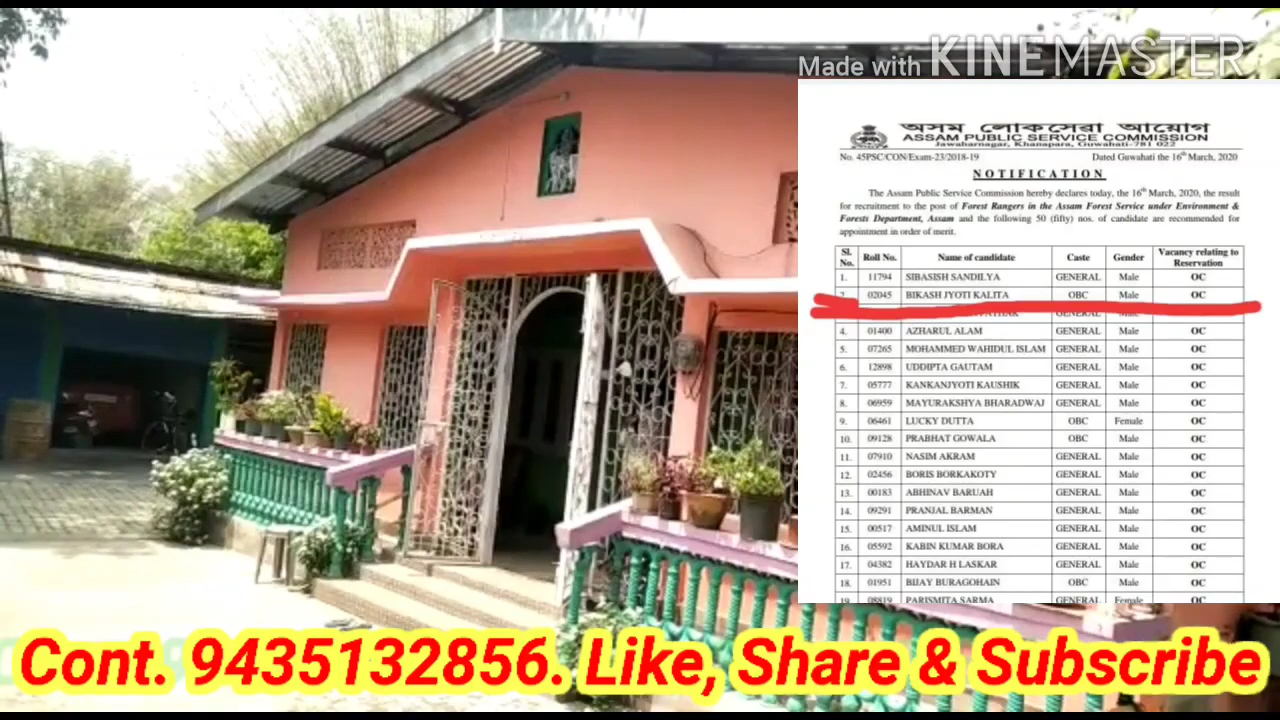 Made with KINEMASTER
অসম লোকসেৱা আয়োগ
ASSAM PUBLIC SERVICE COMMISSION
Jawaharnagar, Khanapara, Guwahati-781 022
No. 45PSC/CON/Exam-23/2018-19 Dated Guwahati the 16th March, 2020
NOTIFICATION
The Assam Public Service Commission hereby declares today, the 16th March, 2020, the result
for recruitment to the post of Forest Rangers in the Assam Forest Service under Environment &
Forests Department, Assam and the following 50 (fifty) nos. of candidate are recommended for
appointment in order of merit.
Sl. No. Roll No. Name of candidate Caste Gender Vacancy relating to Reservation
1. 11794 SIBASISH SANDILYA GENERAL Male OC
2. 02045 BIKASH JYOTI KALITA OBC Male OC
GENERAL Male
4. 01400 AZHARUL ALAM GENERAL Male OC
5. 07265 MOHAMMED WAHIDUL ISLAM GENERAL Male OC
6. 12898 UDDIPTA GAUTAM GENERAL Male OC
7. 05777 KANKANJYOTI KAUSHIK GENERAL Male OC
8. 06959 MAYURAKSHYA BHARADWAJ GENERAL Male OC
9. 06461 LUCKY DUTTA OBC Female OC
10. 09128 PRABHAT GOWALA OBC Male OC
11. 07910 NASIM AKRAM GENERAL Male OC
12. 02456 BORIS BORKAKOTY GENERAL Male OC
13. 00183 ABHINAV BARUAH GENERAL Male OC
14. 09291 PRANJAL BARMAN GENERAL Male OC
15. 00517 AMINUL ISLAM GENERAL Male OC
16. 05592 KABIN KUMAR BORA GENERAL Male OC
17. 04382 HAYDAR H LASKAR GENERAL Male OC
18. 01951 BIJAY BURAGOHAIN OBC Male OC
19. 08819 PARISMITA SARMA GENERAL Female OC
Cont. 9435132856. Like, Share & Subscribe